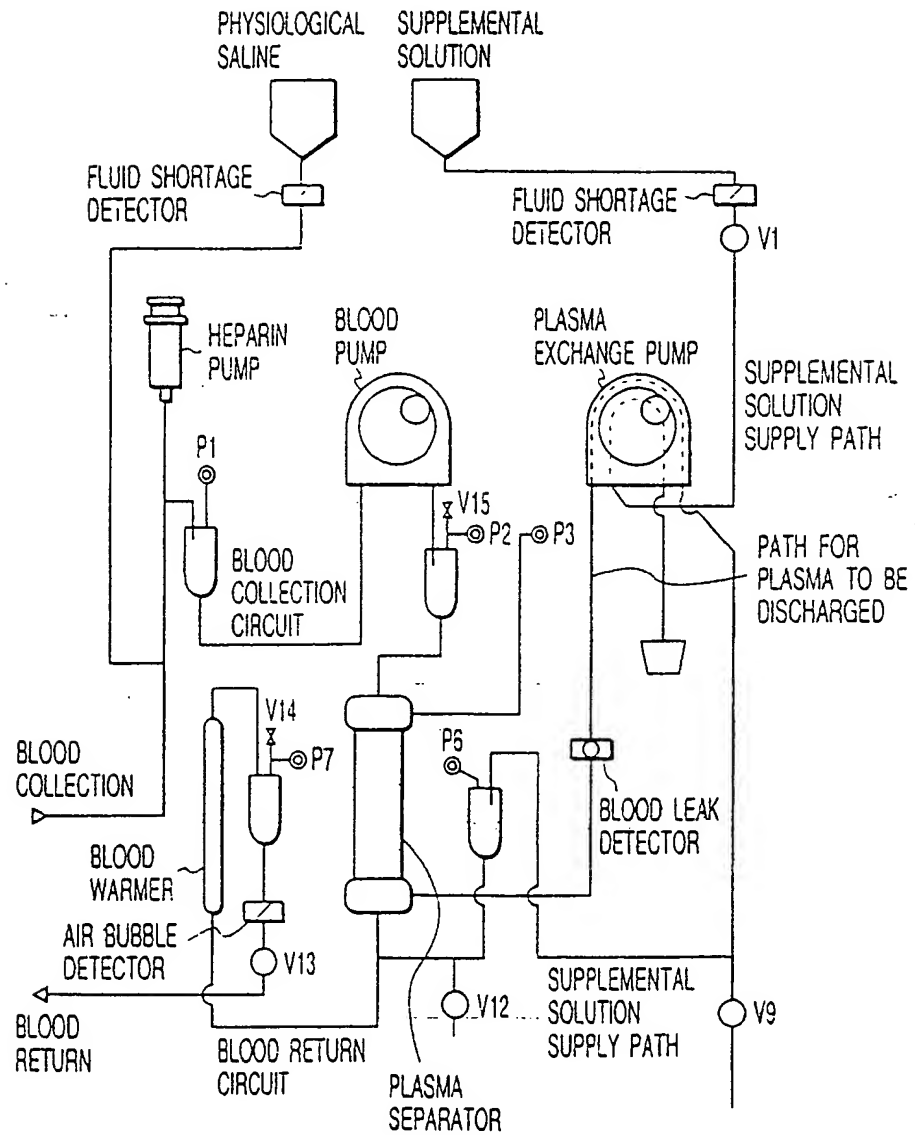 PHYSIOLOGICAL
SALINE
SUPPLEMENTAL
SOLUTION
FLUID SHORTAGE
DETECTOR
FLUID SHORTAGE
DETECTOR
V1
HEPARIN
PUMP
BLOOD
PUMP
PLASMA
EXCHANGE PUMP
SUPPLEMENTAL
SOLUTION
SUPPLY PATH
P1
V15
P2
P3
BLOOD
COLLECTION
CIRCUIT
PATH FOR
PLASMA TO BE
DISCHARGED
V14
P7
P6
BLOOD
COLLECTION
BLOOD LEAK
DETECTOR
BLOOD
WARMER
AIR BUBBLE
DETECTOR
V13
V12
SUPPLEMENTAL
SOLUTION
SUPPLY PATH
V9
BLOOD
RETURN
BLOOD RETURN
CIRCUIT
PLASMA
SEPARATOR